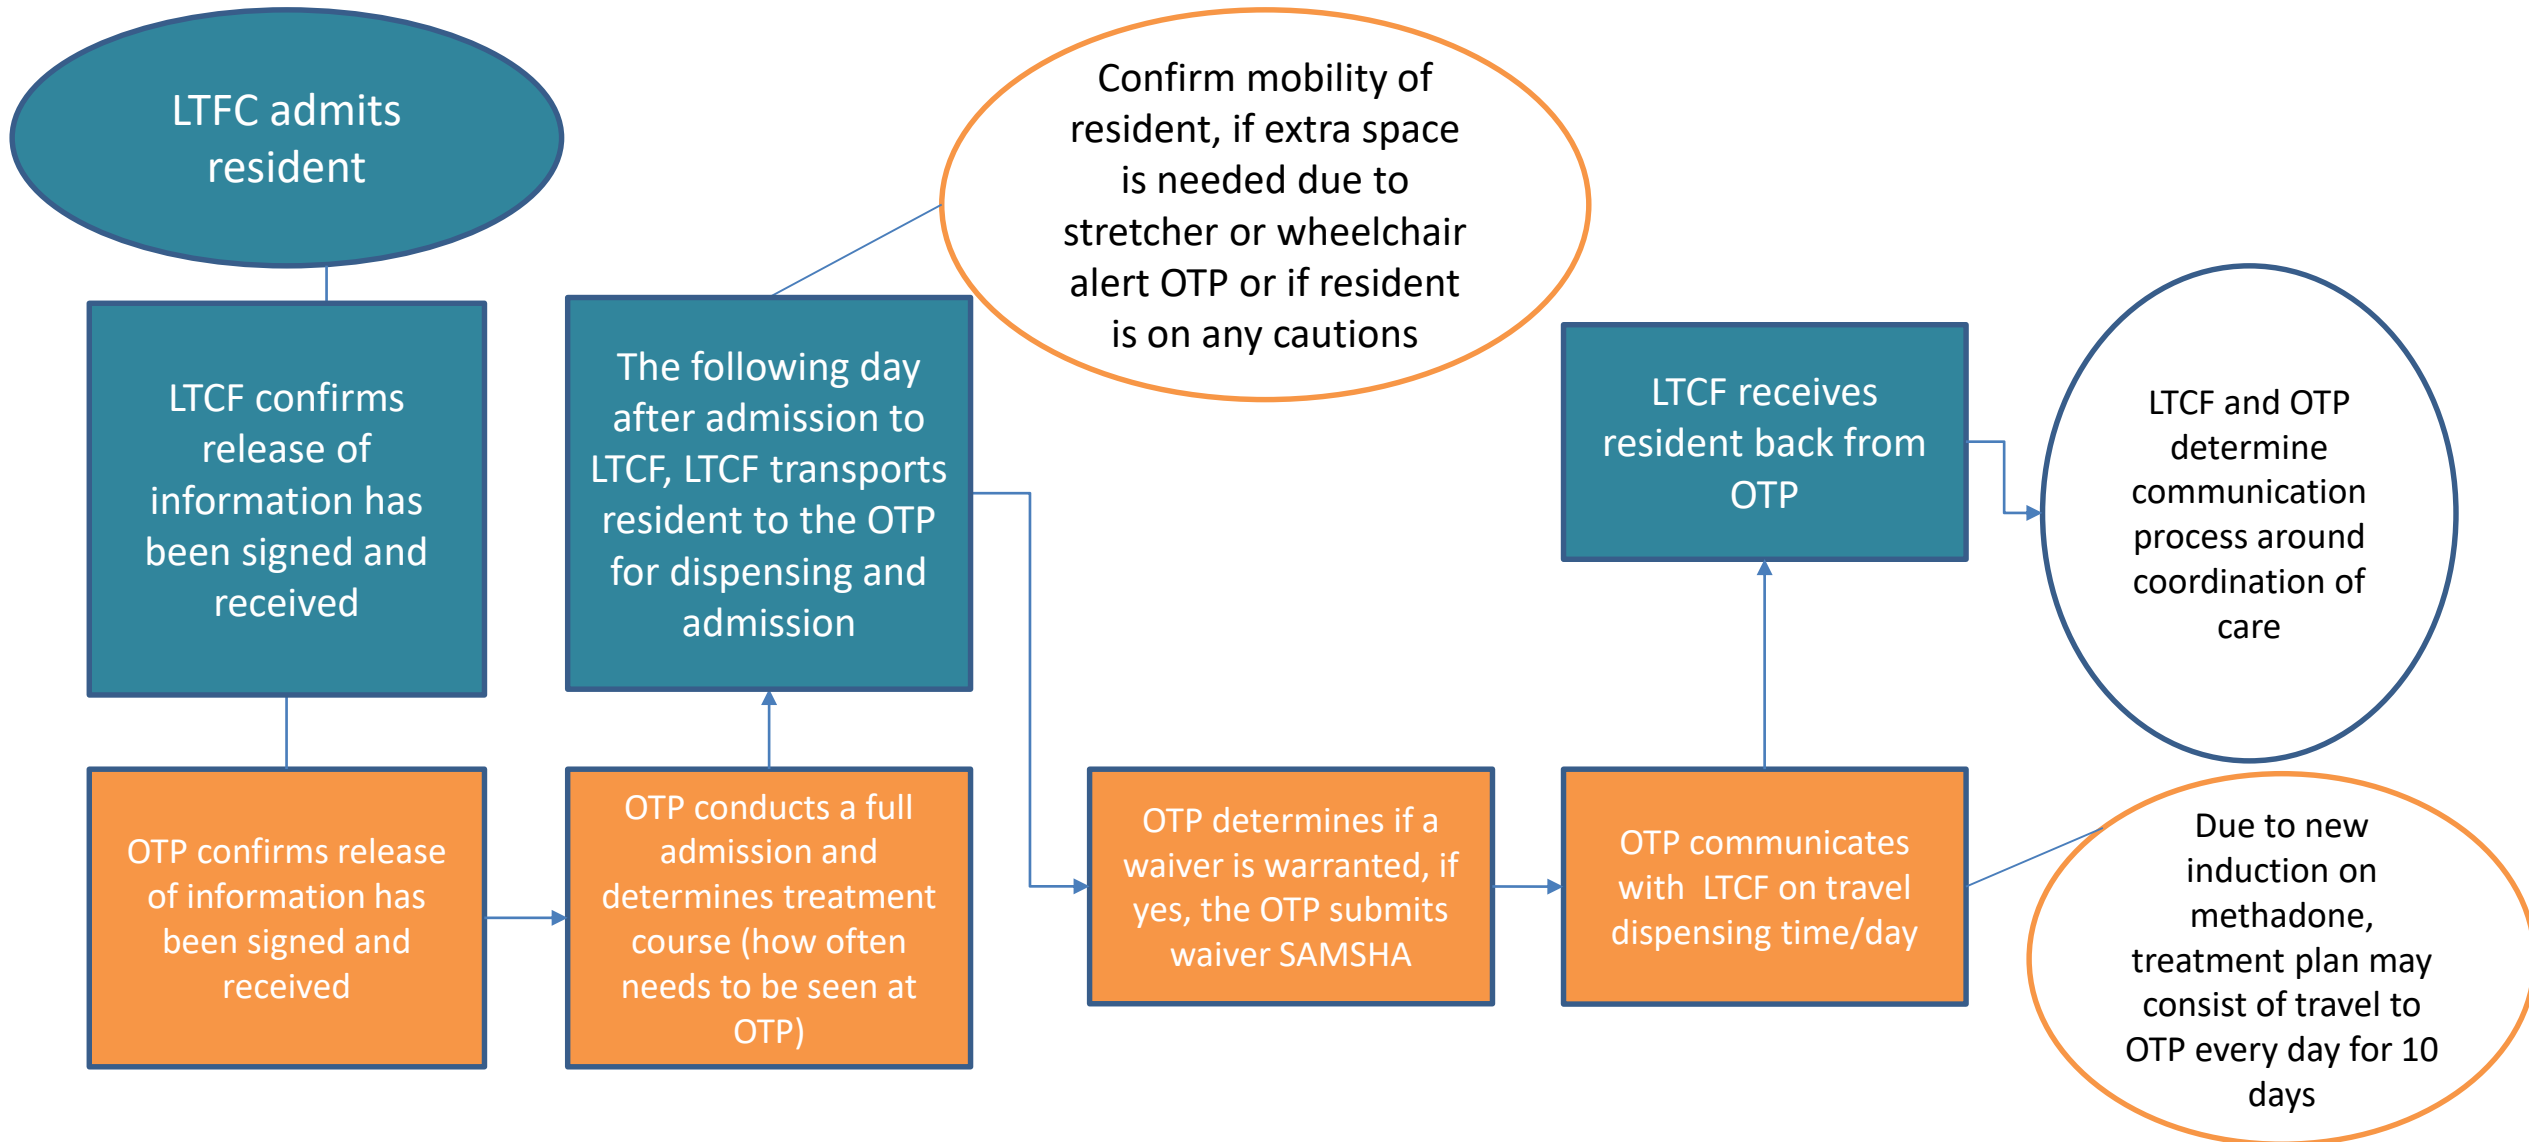 LTFC admits
resident
LTCF confirms
release of
information has
been signed and
received
OTP confirms release
of information has
been signed and
received
OTP conducts a full
admission and
determines treatment
course (how often
needs to be seen at
OTP)
The following day
after admission to
LTCF, LTCF transports
resident to the OTP
for dispensing and
admission
Confirm mobility of
resident, if extra space
is needed due to
stretcher or wheelchair
alert OTP or if resident
is on any cautions
OTP determines if a
waiver is warranted, if
yes, the OTP submits
waiver SAMSHA
OTP communicates
with LTCF on travel
dispensing time/day
Due to new
induction on
methadone,
treatment plan may
consist of travel to
OTP every day for 10
days
LTCF receives
resident back from
OTP
LTCF and OTP
determine
communication
process around
coordination of
care